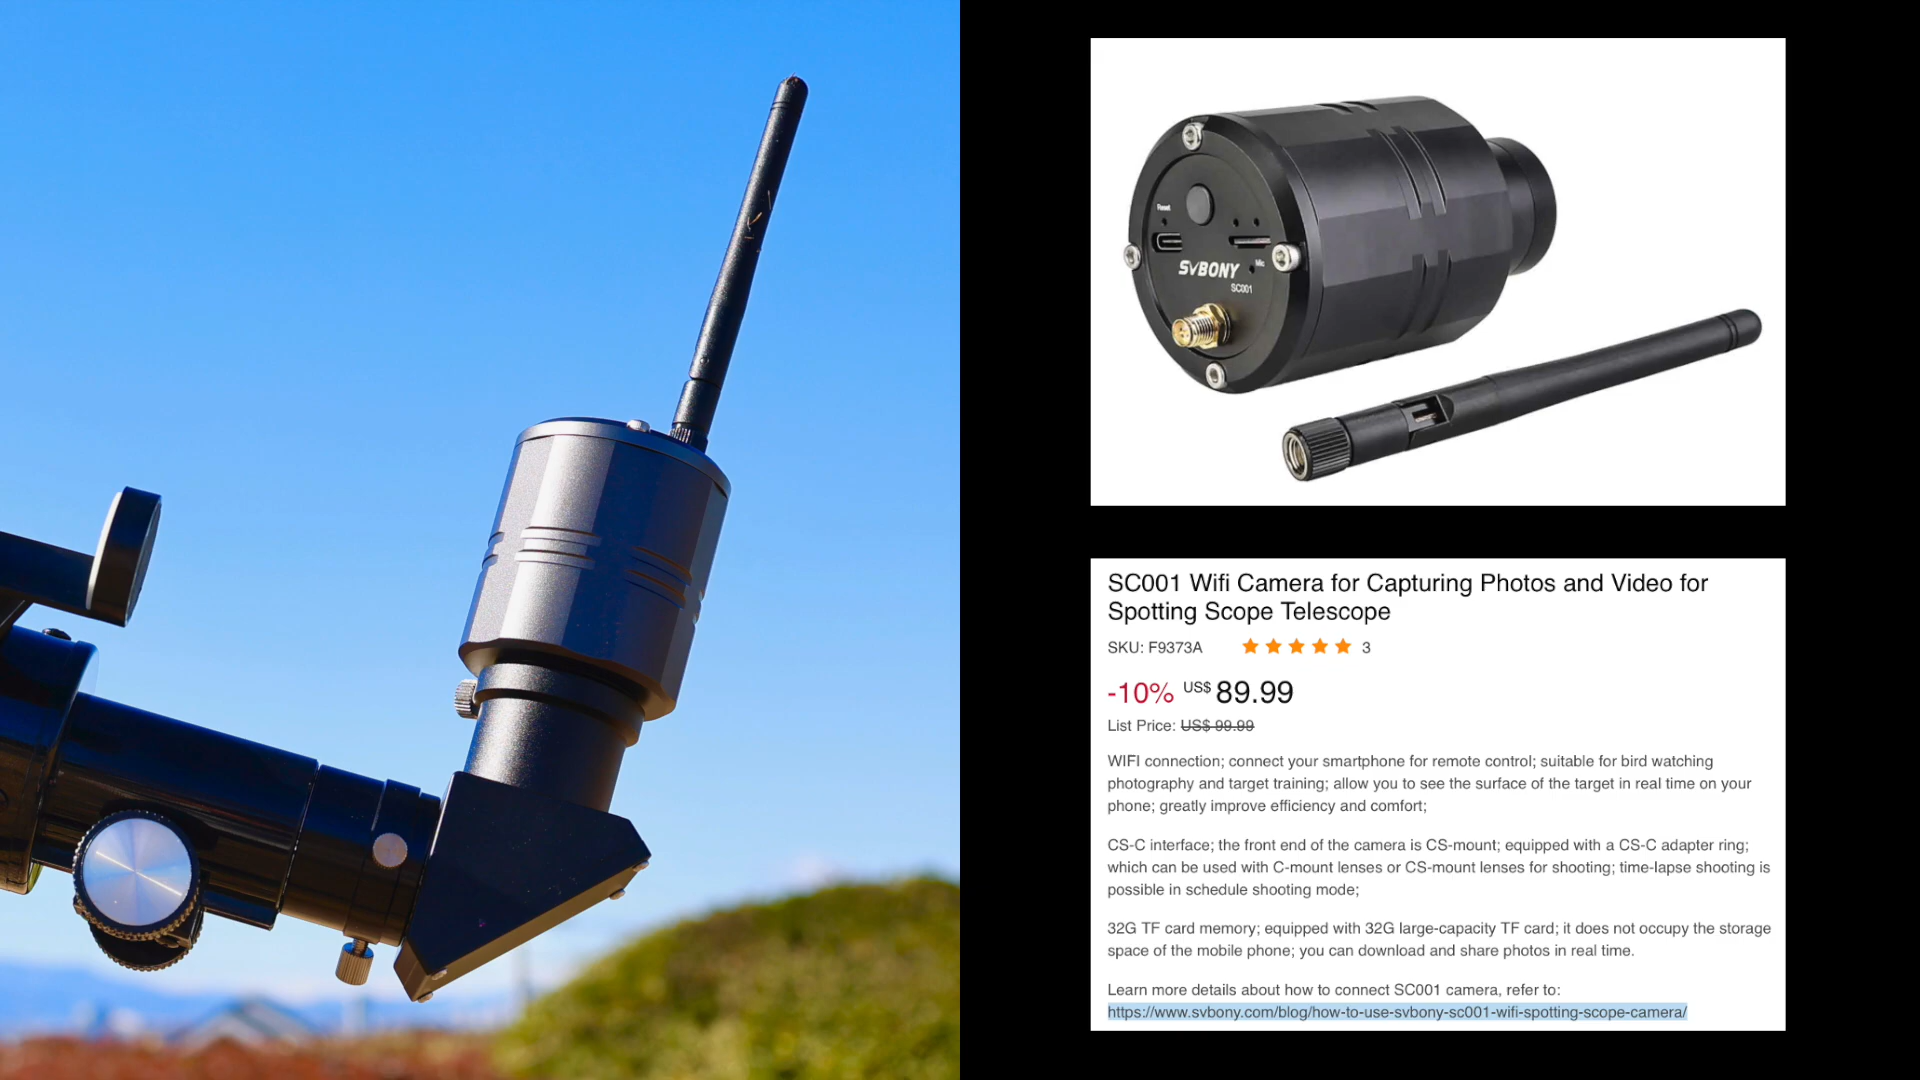 Reset
SVBONY
Mic
SC001
SC001 Wifi Camera for Capturing Photos and Video for
Spotting Scope Telescope
SKU: F9373A 3
-10% US$ 89.99
List Price: US$ 99.99
WIFI connection; connect your smartphone for remote control; suitable for bird watching
photography and target training; allow you to see the surface of the target in real time on your
phone; greatly improve efficiency and comfort;
CS-C interface; the front end of the camera is CS-mount; equipped with a CS-C adapter ring;
which can be used with C-mount lenses or CS-mount lenses for shooting; time-lapse shooting is
possible in schedule shooting mode;
32G TF card memory; equipped with 32G large-capacity TF card; it does not occupy the storage
space of the mobile phone; you can download and share photos in real time.
Learn more details about how to connect SC001 camera, refer to:
https://www.svbony.com/blog/how-to-use-svbony-sc001-wifi-spotting-scope-camera/